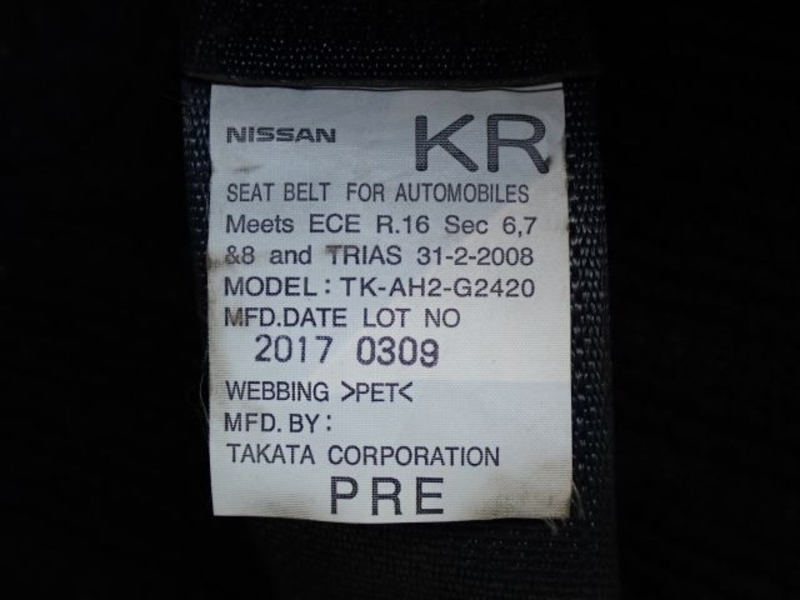 NISSAN KR
SEAT BELT FOR AUTOMOBILES
Meets ECE R.16 Sec 6,7
&8 and TRIAS 31-2-2008
MODEL: TK-AH2-G2420
MFD.DATE LOT NO
2017 0309
WEBBING >PET<
MFD. BY:
TAKATA CORPORATION
PRE